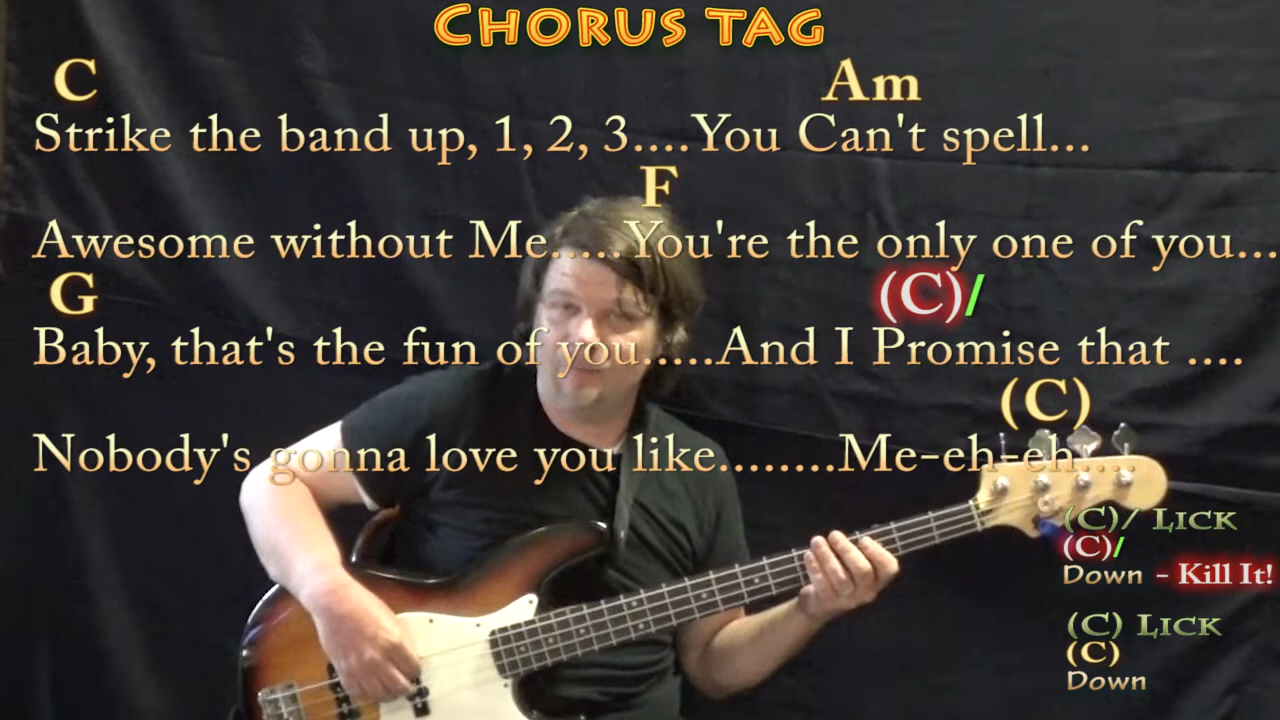 CHORUS TAG
C Am
Strike the band up, 1, 2, 3....You Can't spell...
F
Awesome without Me.....You're the only one of you...
G (C)/
Baby, that's the fun of you.....And I Promise that ....
(C)
Nobody's gonna love you like........Me-eh-eh....
(C)/ LICK
(C)/
Down - Kill It!
(C) LICK
(C)
Down